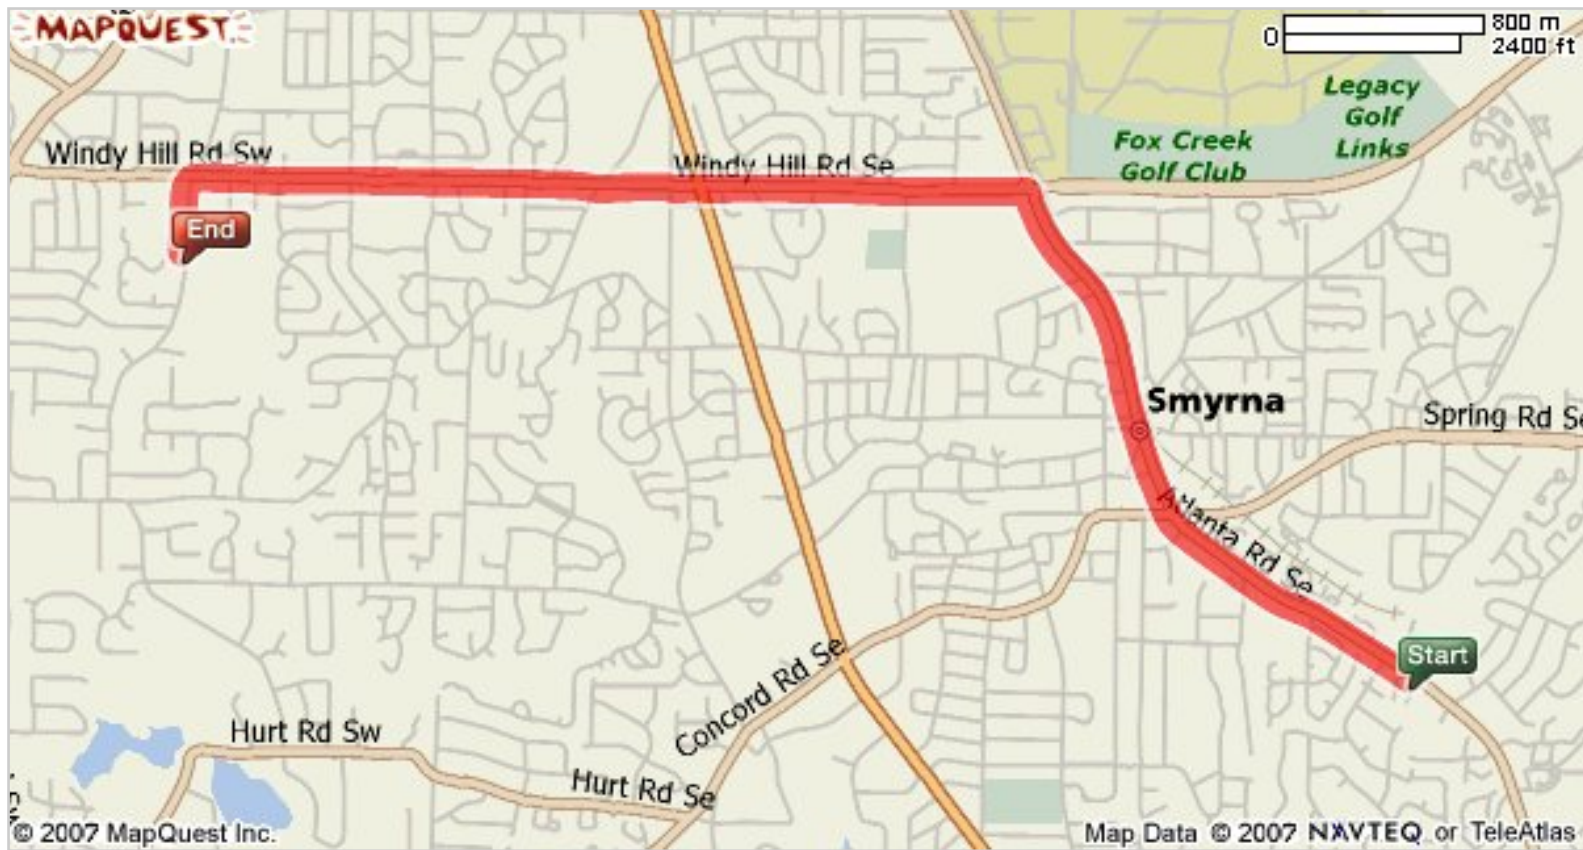 MAPQUEST
0
800 m
2400 ft
Legacy
Golf
Links
Fox Creek
Golf Club
Windy Hill Rd Sw
Windy Hill Rd Se
End
Smyrna
Spring Rd Se
Atlanta Rd Se
Start
Concord Rd Se
Hurt Rd Sw
Hurt Rd Se
© 2007 MapQuest Inc.
Map Data © 2007 NAVTEQ or TeleAtlas